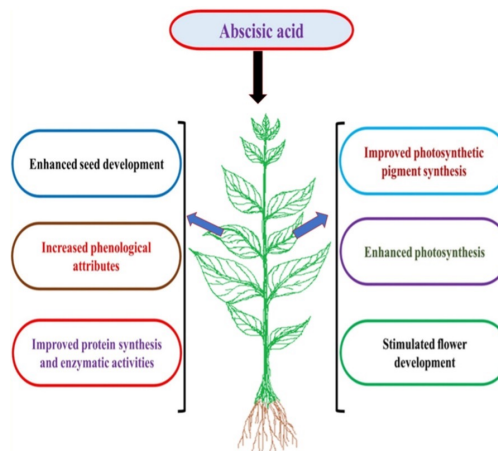 Abscisic acid
Enhanced seed development
Increased phenological
attributes
Improved protein synthesis
and enzymatic activities
Improved photosynthetic
pigment synthesis
Enhanced photosynthesis
Stimulated flower
development